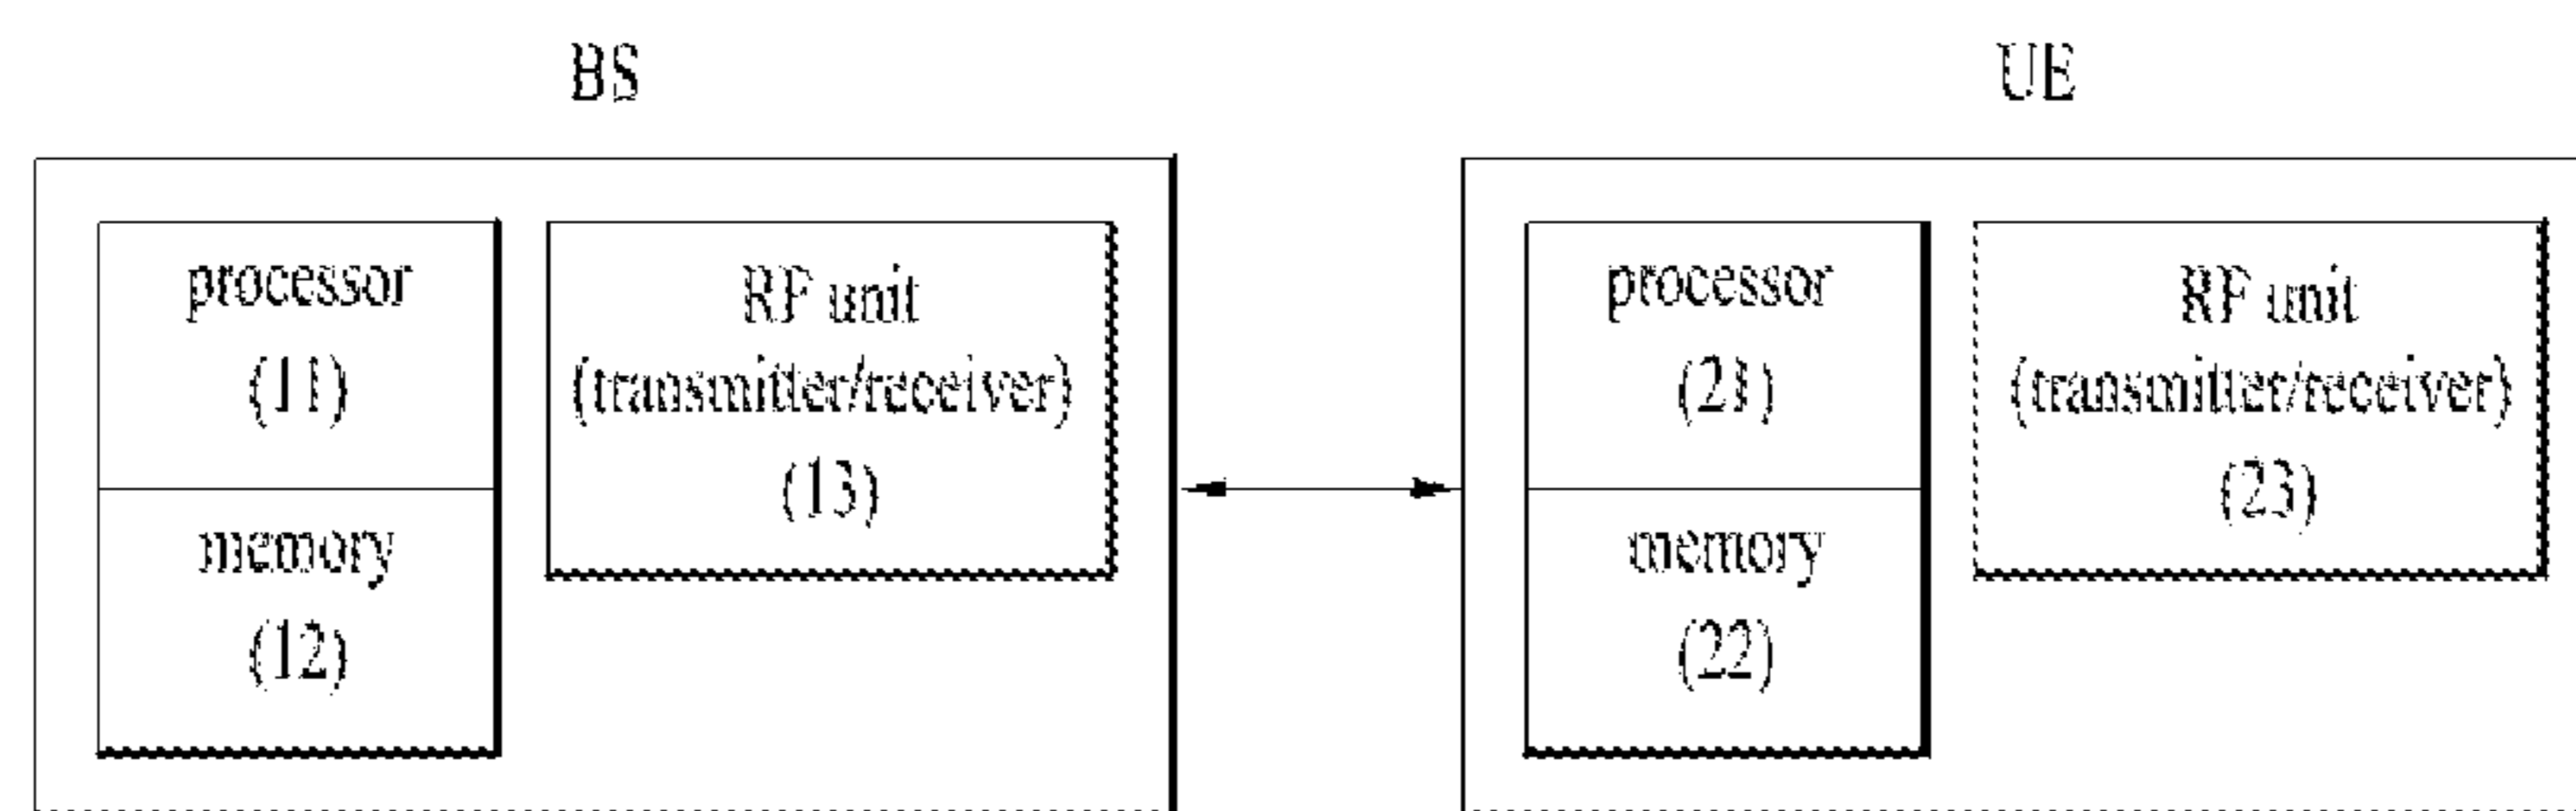 BS
processor
(11)
memory
(12)
RF unit
(transmitter/receiver)
(13)
UE
processor
(21)
memory
(22)
RF unit
(transmitter/receiver)
(23)